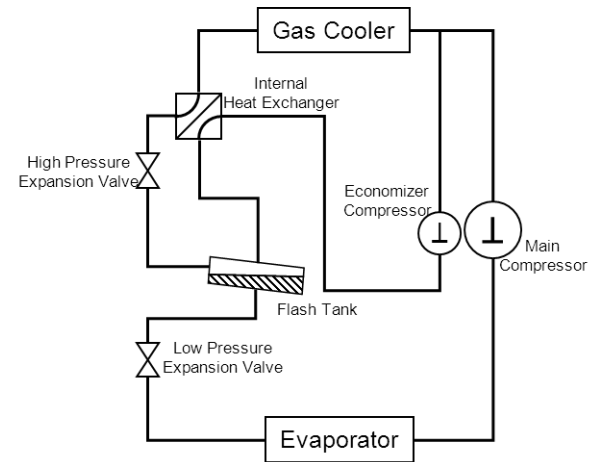 Gas Cooler
Internal
Heat Exchanger
High Pressure
Expansion Valve
Economizer
Compressor
Main
Compressor
Flash Tank
Low Pressure
Expansion Valve
Evaporator